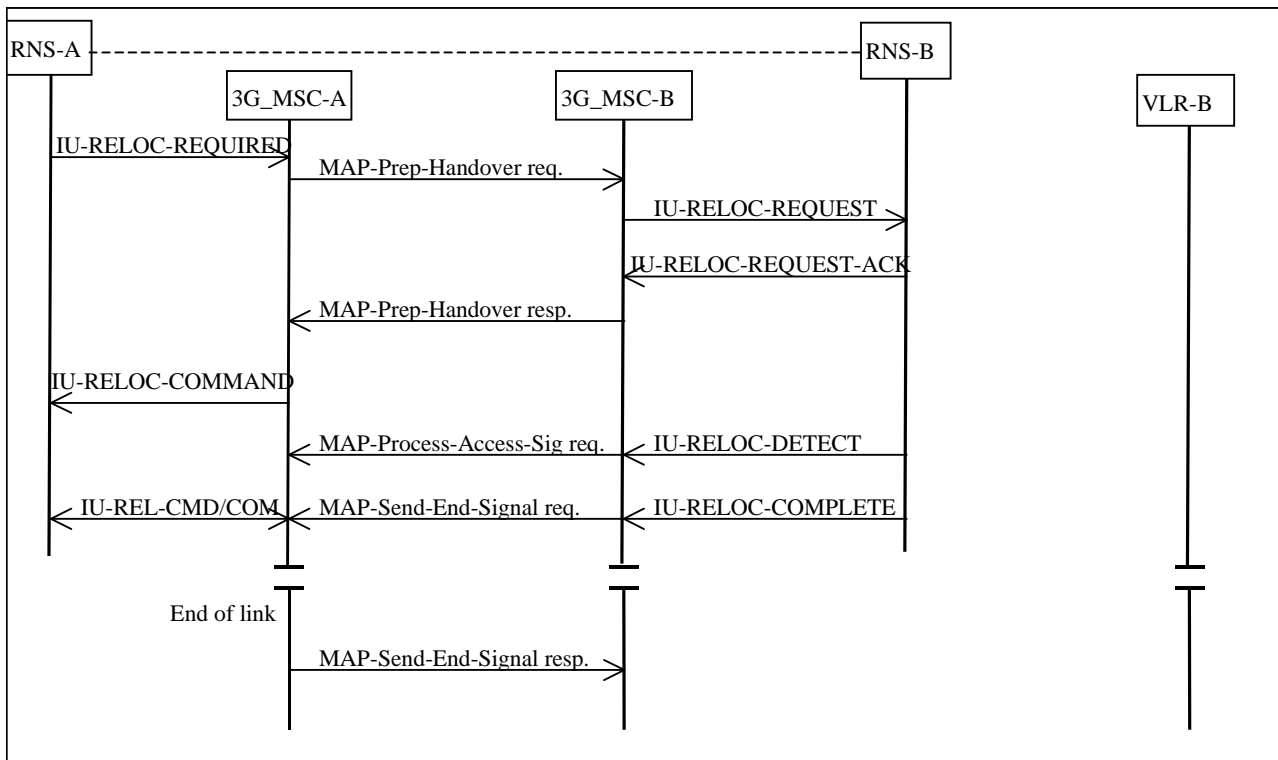 RNS-A
RNS-B
3G_MSC-A
3G_MSC-B
VLR-B
IU-RELOC-REQUIRED
MAP-Prep-Handover req.
IU-RELOC-REQUEST
IU-RELOC-REQUEST-ACK
MAP-Prep-Handover resp.
IU-RELOC-COMMAND
MAP-Process-Access-Sig req.
IU-RELOC-DETECT
IU-REL-CMD/COM
MAP-Send-End-Signal req.
IU-RELOC-COMPLETE
End of link
MAP-Send-End-Signal resp.